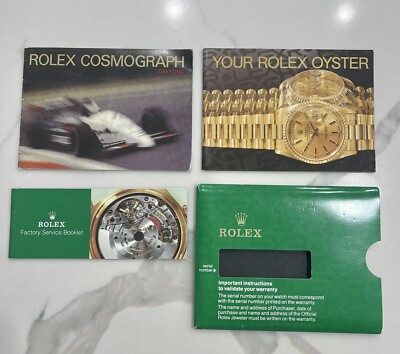 ROLEX COSMOGRAPH
DAYTONA
YOUR ROLEX OYSTER
ROLEX
Factory Service Booklet
ROLEX
serial
number
Important instructions
to validate your warranty
The serial number on your watch must correspond
with the serial number printed on the warranty.
The name and address of Purchaser, date of
purchase and name and address of the Official
Rolex Jeweler must be written on the warranty.